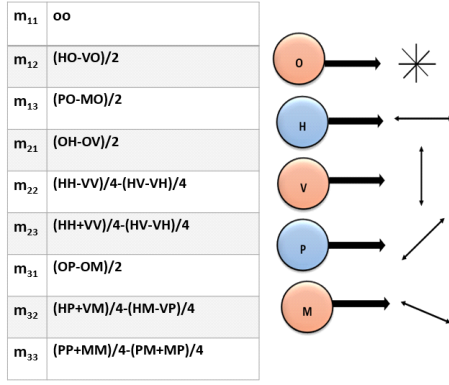 m11 oo
m12 (HO-VO)/2
m13 (PO-MO)/2
m21 (OH-OV)/2
m22 (HH-VV)/4-(HV-VH)/4
m23 (HH+VV)/4-(HV-VH)/4
m31 (OP-OM)/2
m32 (HP+VM)/4-(HM-VP)/4
m33 (PP+MM)/4-(PM+MP)/4
O
H
V
P
M